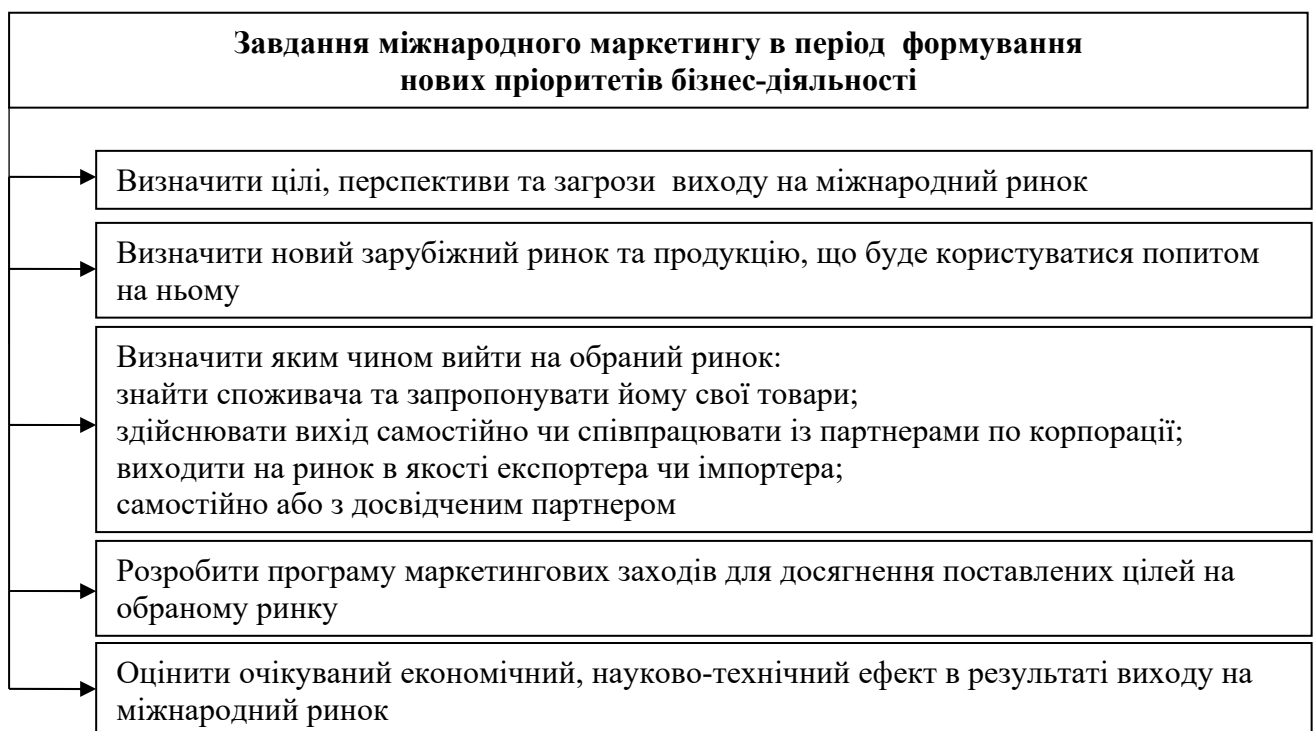 Завдання міжнародного маркетингу в період формування
нових пріоритетів бізнес-діяльності
Визначити цілі, перспективи та загрози виходу на міжнародний ринок
Визначити новий зарубіжний ринок та продукцію, що буде користуватися попитом
на ньому
Визначити яким чином вийти на обраний ринок:
знайти споживача та запропонувати йому свої товари;
здійснювати вихід самостійно чи співпрацювати із партнерами по корпорації;
виходити на ринок в якості експортера чи імпортера;
самостійно або з досвідченим партнером
Розробити програму маркетингових заходів для досягнення поставлених цілей на
обраному ринку
Оцінити очікуваний економічний, науково-технічний ефект в результаті виходу на
міжнародний ринок